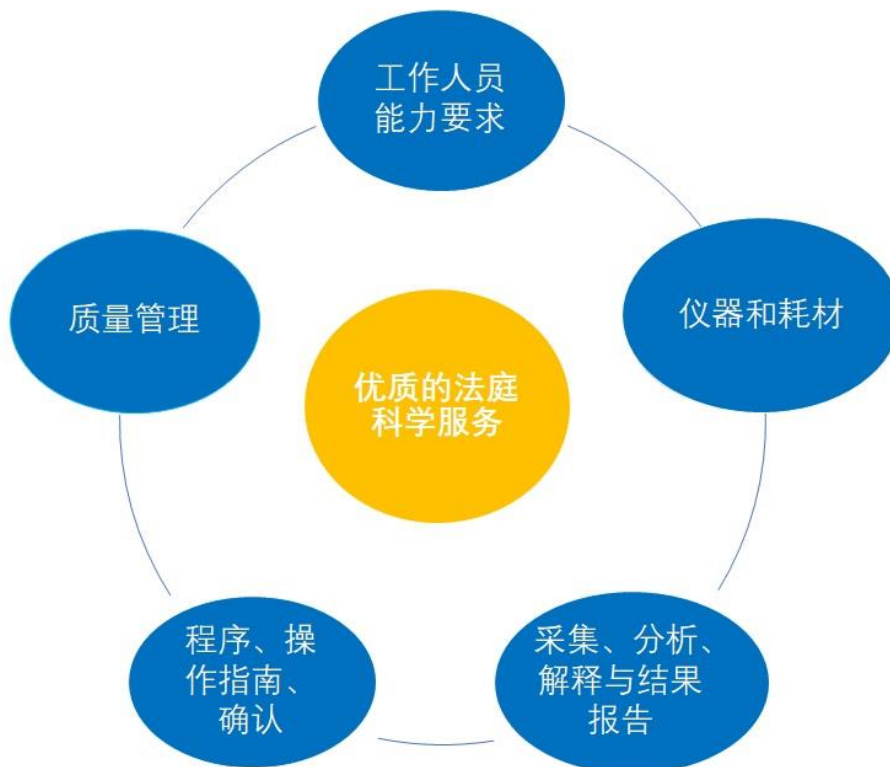 工作人员
能力要求
质量管理
仪器和耗材
优质的法庭
科学服务
程序、操
作指南、
确认
采集、分析、
解释与结果
报告